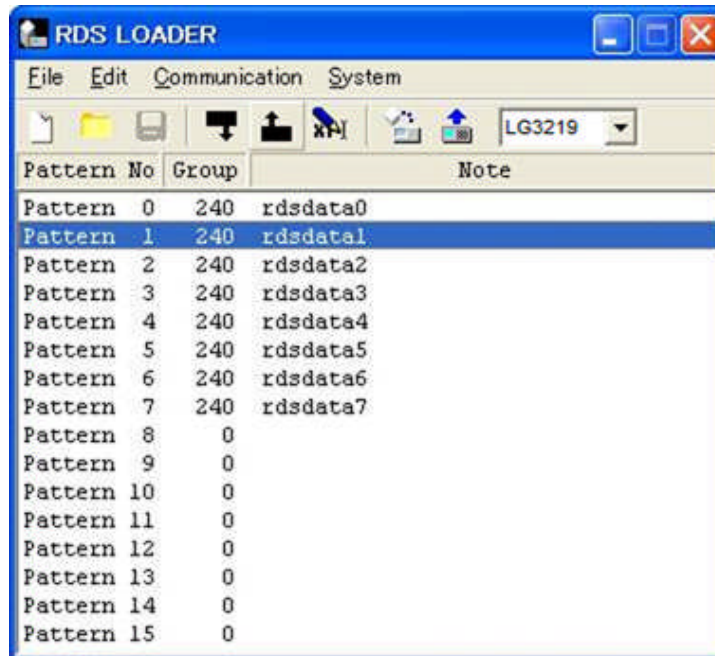 RDS LOADER
File Edit Communication System
LG3219
Pattern No Group Note
Pattern 0 240 rdsdata0
Pattern 1 240 rdsdata1
Pattern 2 240 rdsdata2
Pattern 3 240 rdsdata3
Pattern 4 240 rdsdata4
Pattern 5 240 rdsdata5
Pattern 6 240 rdsdata6
Pattern 7 240 rdsdata7
Pattern 8 0
Pattern 9 0
Pattern 10 0
Pattern 11 0
Pattern 12 0
Pattern 13 0
Pattern 14 0
Pattern 15 0